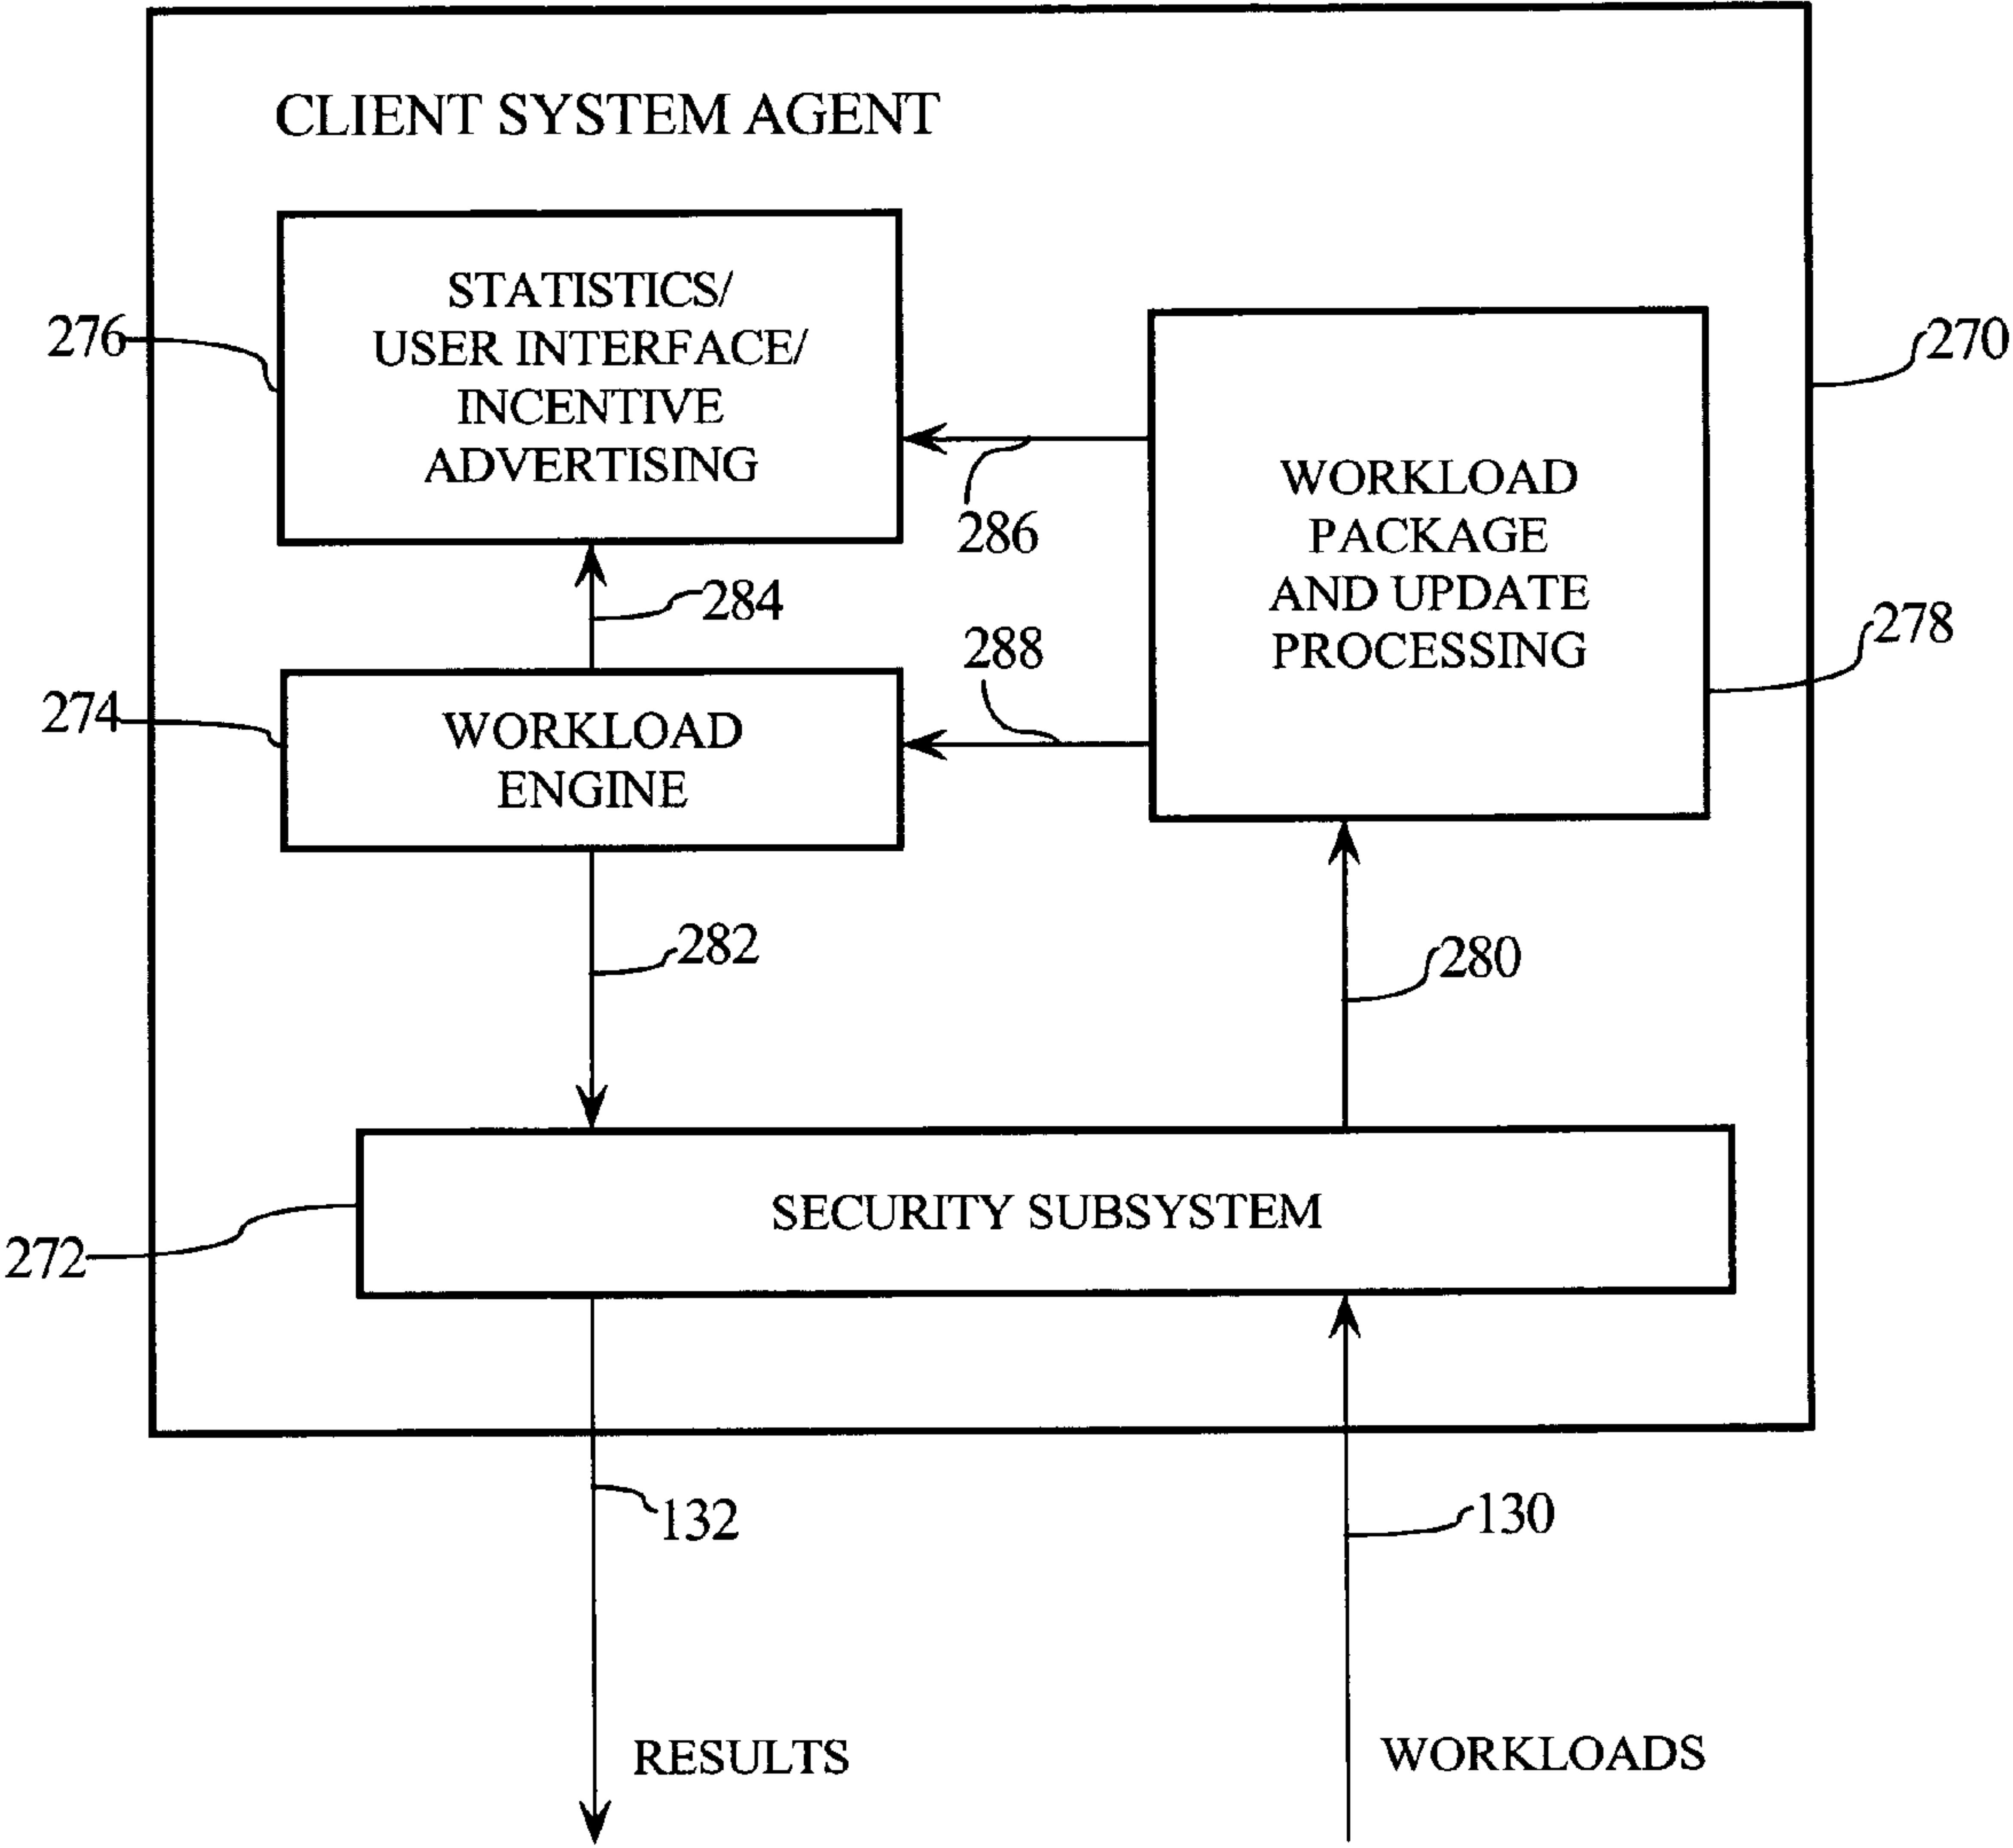 CLIENT SYSTEM AGENT
STATISTICS/
USER INTERFACE/
INCENTIVE
ADVERTISING
276
270
WORKLOAD
PACKAGE
AND UPDATE
PROCESSING
286
284
288
278
274
WORKLOAD
ENGINE
282
280
SECURITY SUBSYSTEM
272
132
130
RESULTS
WORKLOADS